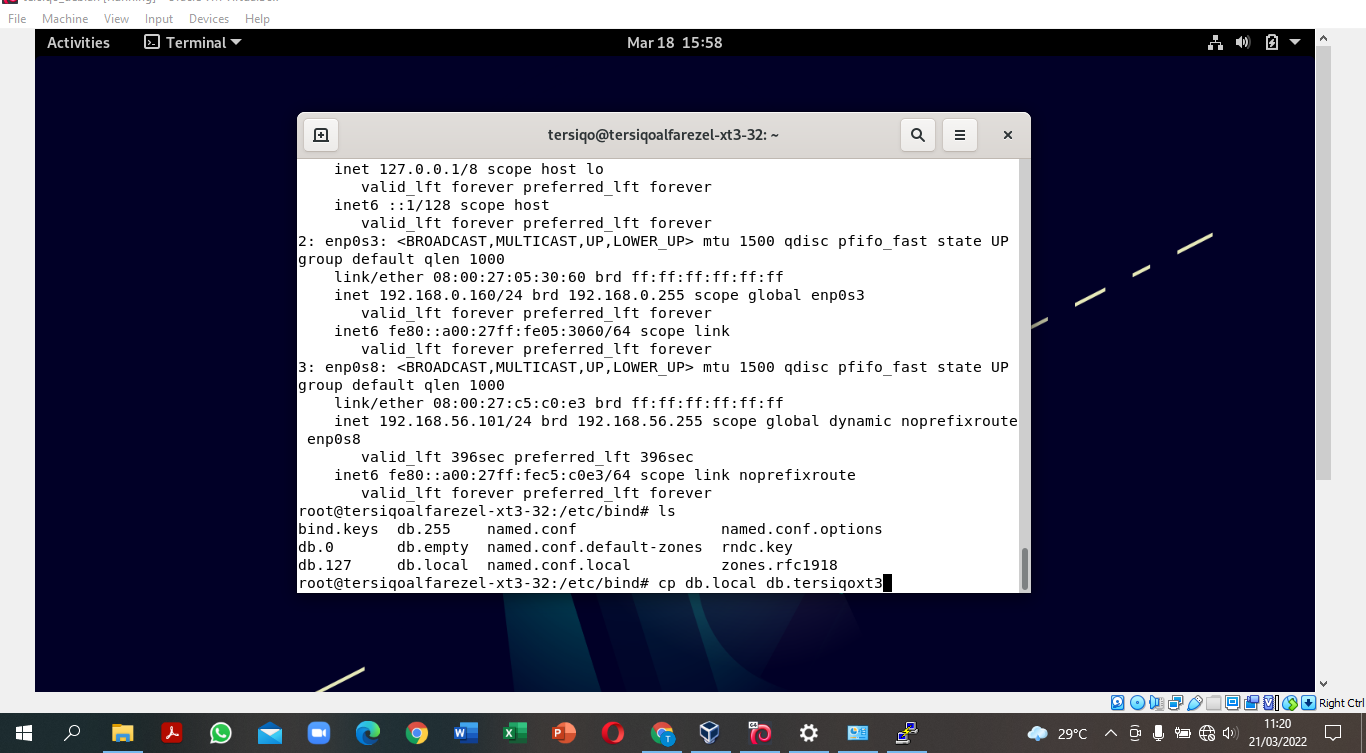 File Machine View Input Devices Help
Activities Terminal Mar 18 15:58
tersiqo@tersiqoalfarezel-xt3-32: ~
inet 127.0.0.1/8 scope host lo
valid_lft forever preferred_lft forever
inet6 ::1/128 scope host
valid_lft forever preferred_lft forever
2: enp0s3: <BROADCAST,MULTICAST,UP,LOWER_UP> mtu 1500 qdisc pfifo_fast state UP
group default qlen 1000
link/ether 08:00:27:05:30:60 brd ff:ff:ff:ff:ff:ff
inet 192.168.0.160/24 brd 192.168.0.255 scope global enp0s3
valid_lft forever preferred_lft forever
inet6 fe80::a00:27ff:fe05:3060/64 scope link
valid_lft forever preferred_lft forever
3: enp0s8: <BROADCAST,MULTICAST,UP,LOWER_UP> mtu 1500 qdisc pfifo_fast state UP
group default qlen 1000
link/ether 08:00:27:c5:c0:e3 brd ff:ff:ff:ff:ff:ff
inet 192.168.56.101/24 brd 192.168.56.255 scope global dynamic noprefixroute
enp0s8
valid_lft 396sec preferred_lft 396sec
inet6 fe80::a00:27ff:fec5:c0e3/64 scope link noprefixroute
valid_lft forever preferred_lft forever
root@tersiqoalfarezel-xt3-32:/etc/bind# ls
bind.keys db.255 named.conf named.conf.options
db.0 db.empty named.conf.default-zones rndc.key
db.127 db.local named.conf.local zones.rfc1918
root@tersiqoalfarezel-xt3-32:/etc/bind# cp db.local db.tersiqoxt3
Right Ctrl
29°C
11:20
21/03/2022